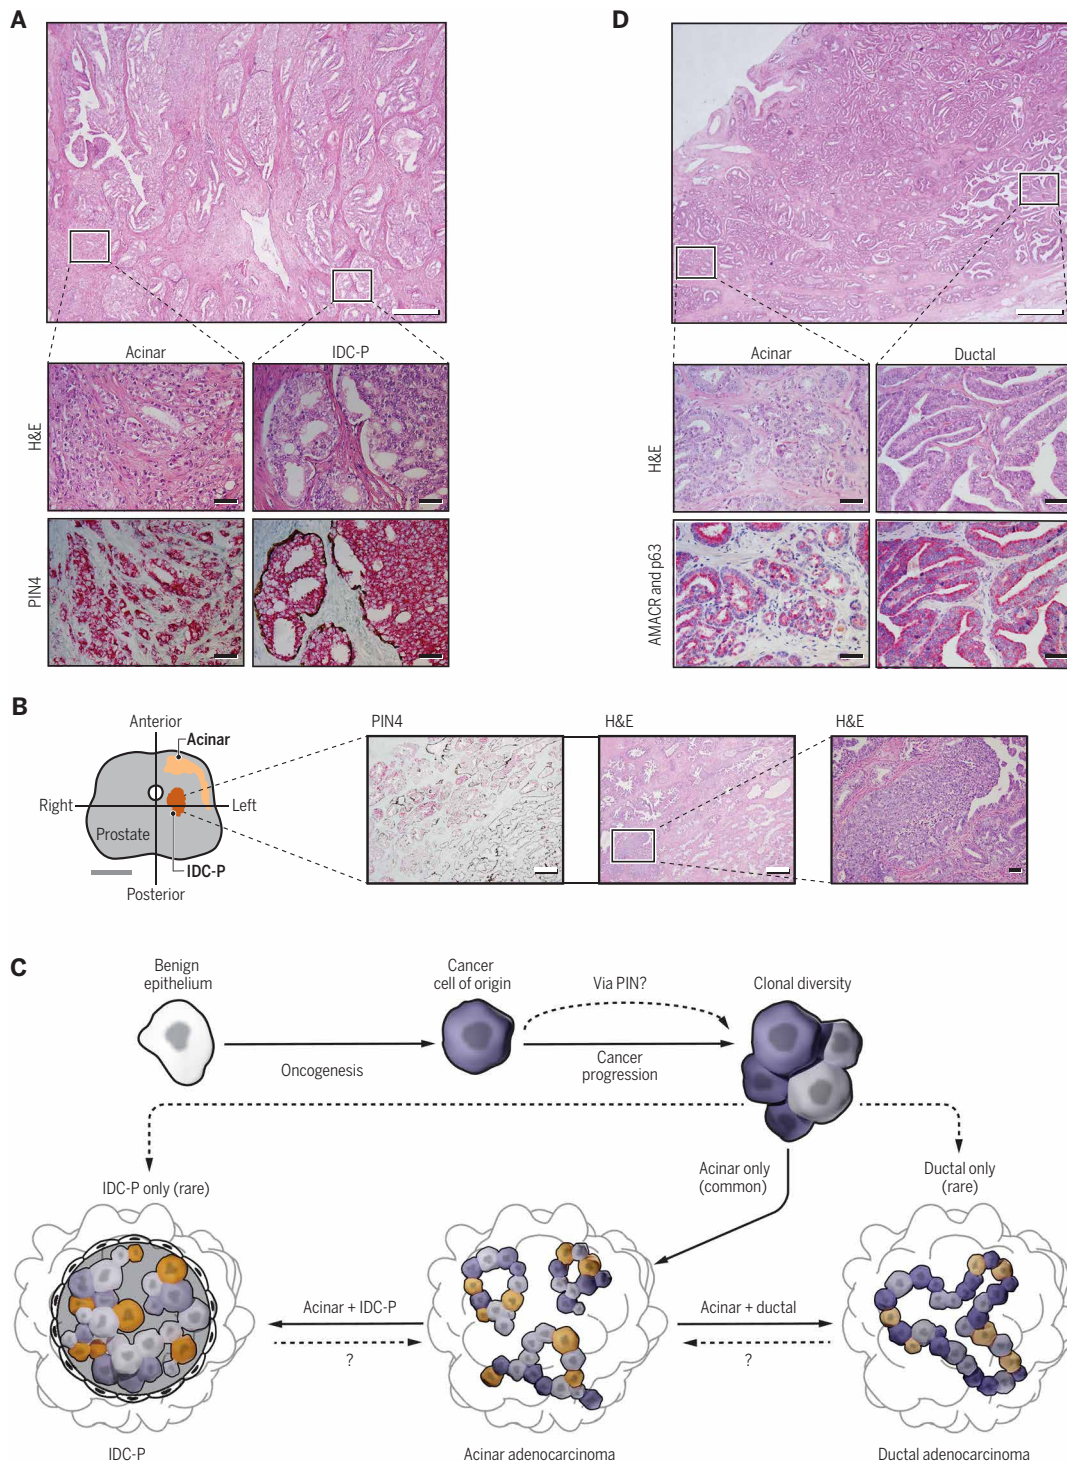 A
Acinar
IDC-P
H&E
PIN4
D
Acinar
Ductal
H&E
AMACR and p63
B
Anterior
Acinar
Right
Left
Prostate
IDC-P
Posterior
PIN4
H&E
H&E
C
Benign
epithelium
Oncogenesis
Cancer
cell of origin
Via PIN?
Cancer
progression
Clonal diversity
IDC-P only (rare)
Acinar only
(common)
Ductal only
(rare)
Acinar + IDC-P
?
Acinar + ductal
?
IDC-P
Acinar adenocarcinoma
Ductal adenocarcinoma